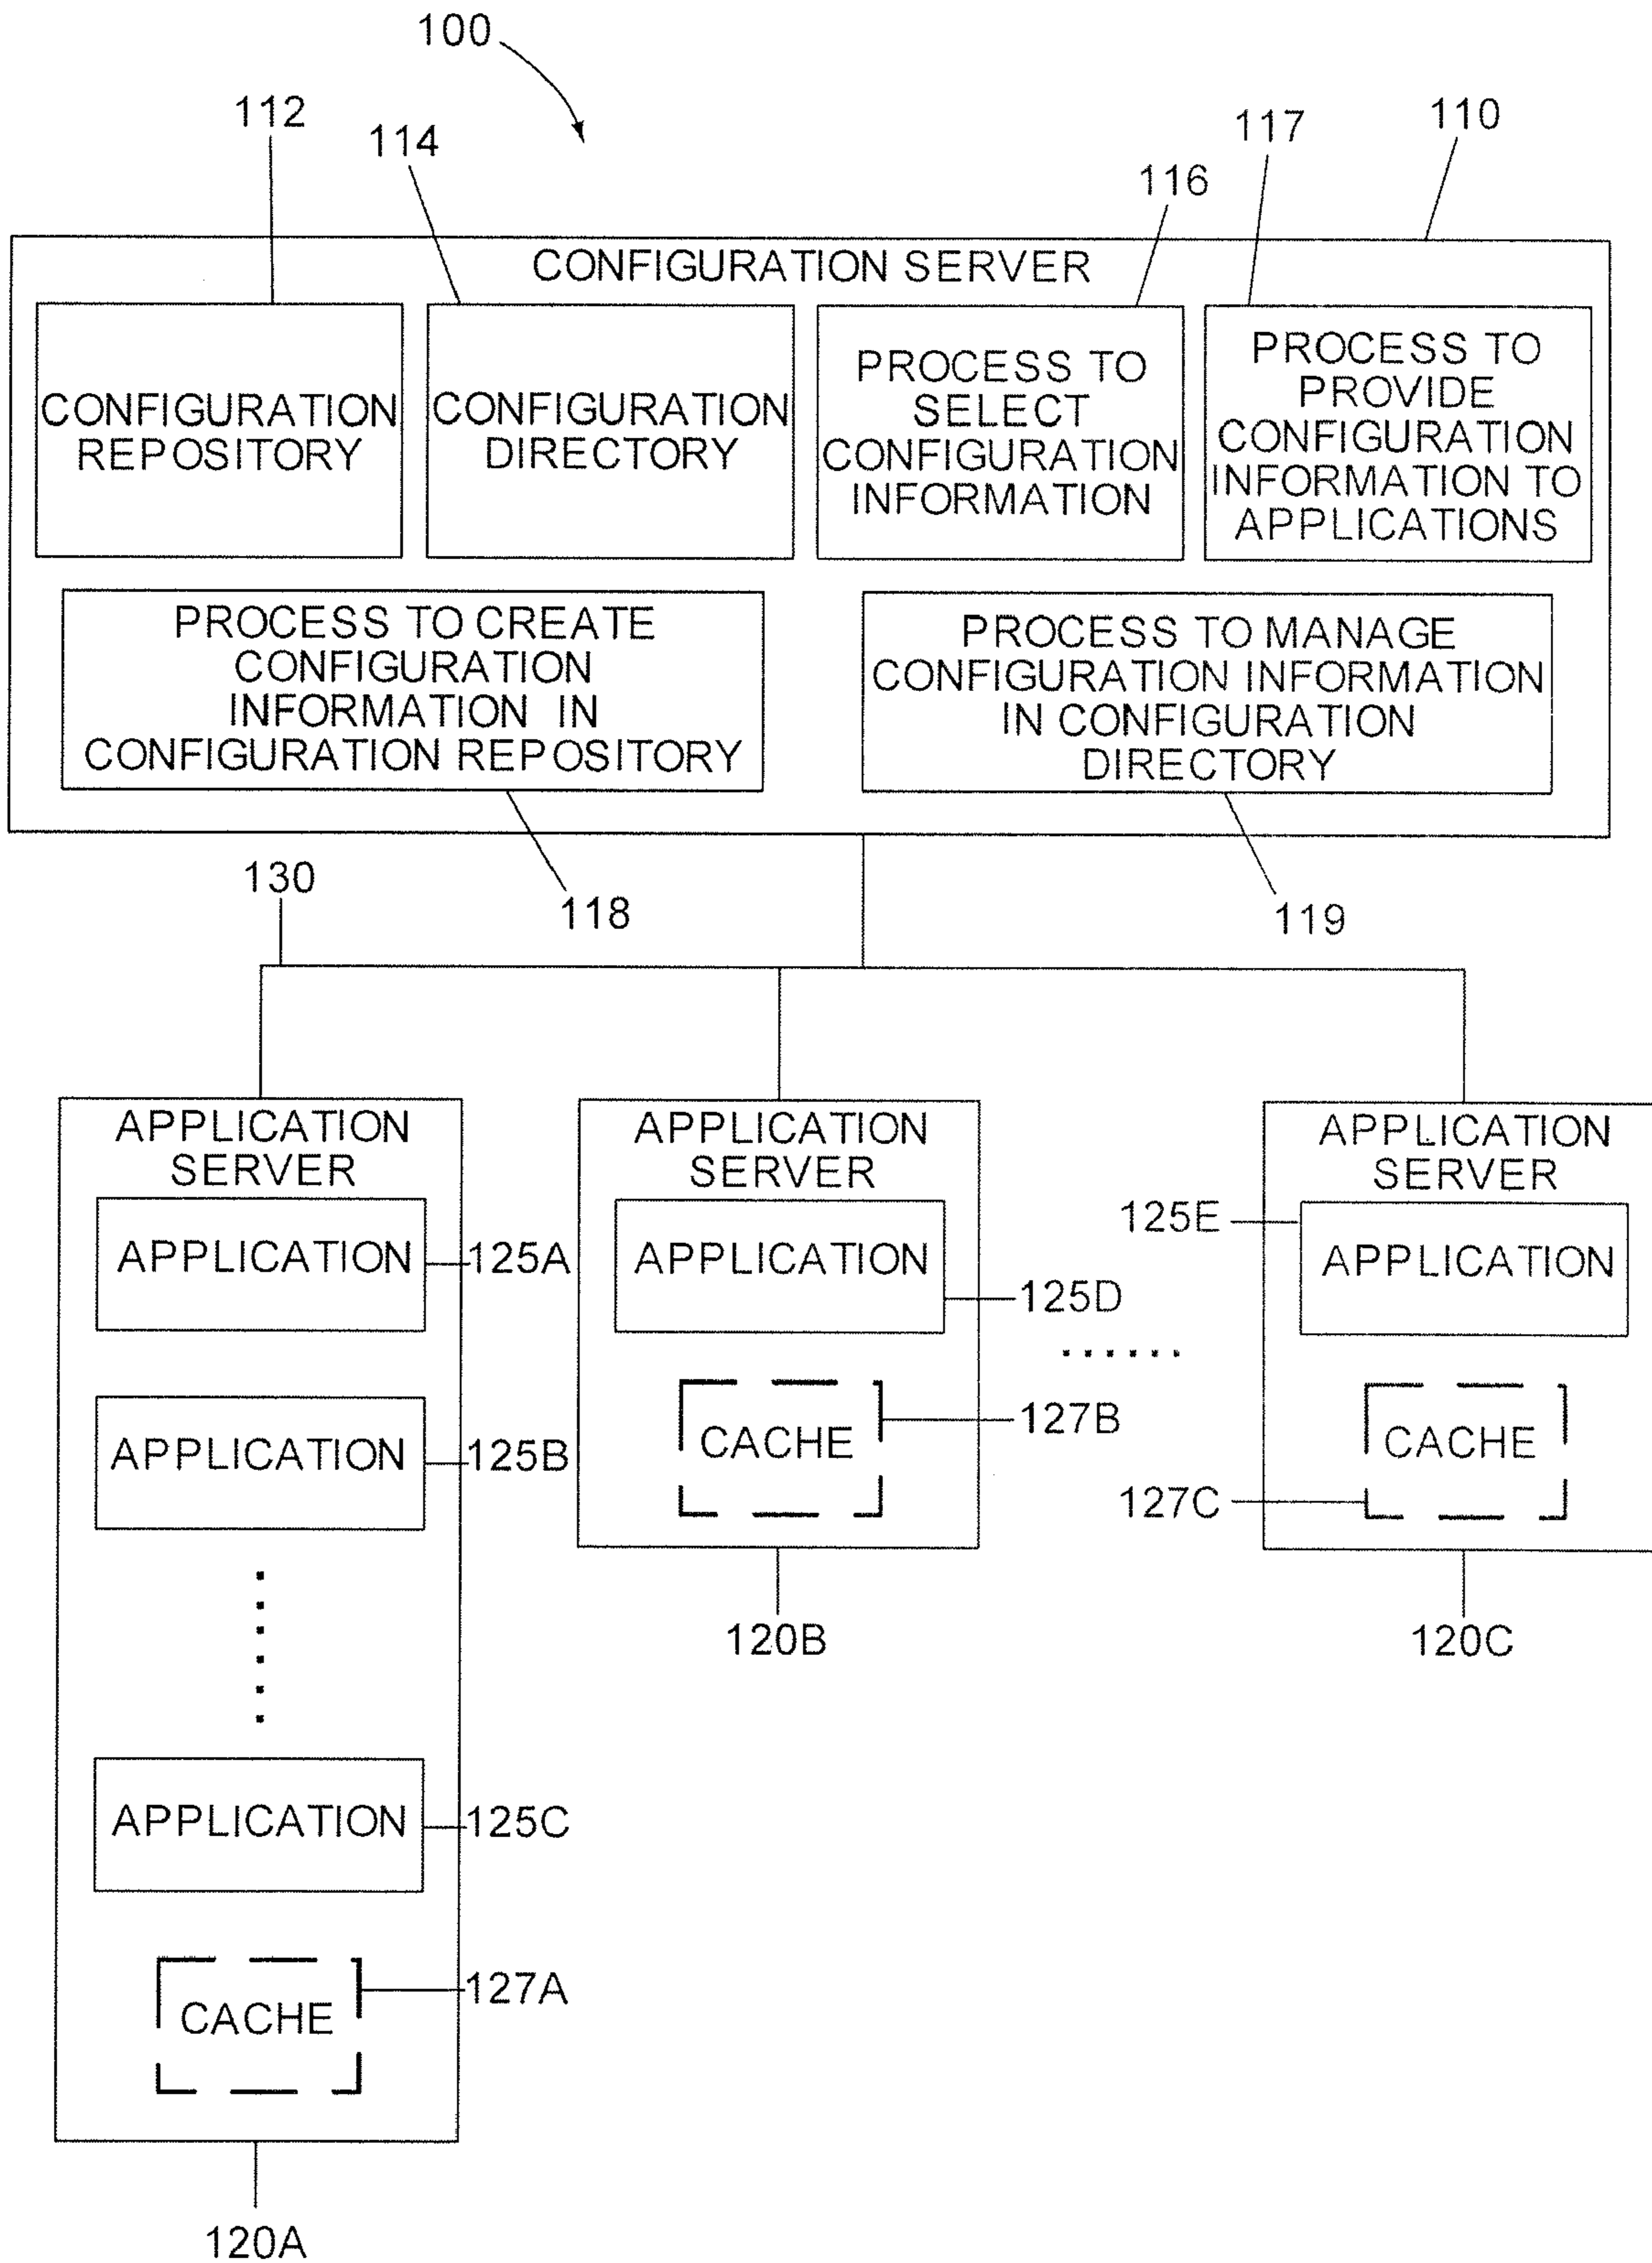 100
112
114
117
110
116
CONFIGURATION SERVER
CONFIGURATION
REPOSITORY
CONFIGURATION
DIRECTORY
PROCESS TO
SELECT
CONFIGURATION
INFORMATION
PROCESS TO
PROVIDE
CONFIGURATION
INFORMATION TO
APPLICATIONS
PROCESS TO CREATE
CONFIGURATION
INFORMATION IN
CONFIGURATION REPOSITORY
PROCESS TO MANAGE
CONFIGURATION INFORMATION
IN CONFIGURATION
DIRECTORY
130
118
119
APPLICATION
SERVER
APPLICATION
125A
APPLICATION
125B
APPLICATION
125C
CACHE
127A
120A
APPLICATION
SERVER
APPLICATION
125D
......
CACHE
127B
120B
APPLICATION
SERVER
125E
APPLICATION
CACHE
127C
120C